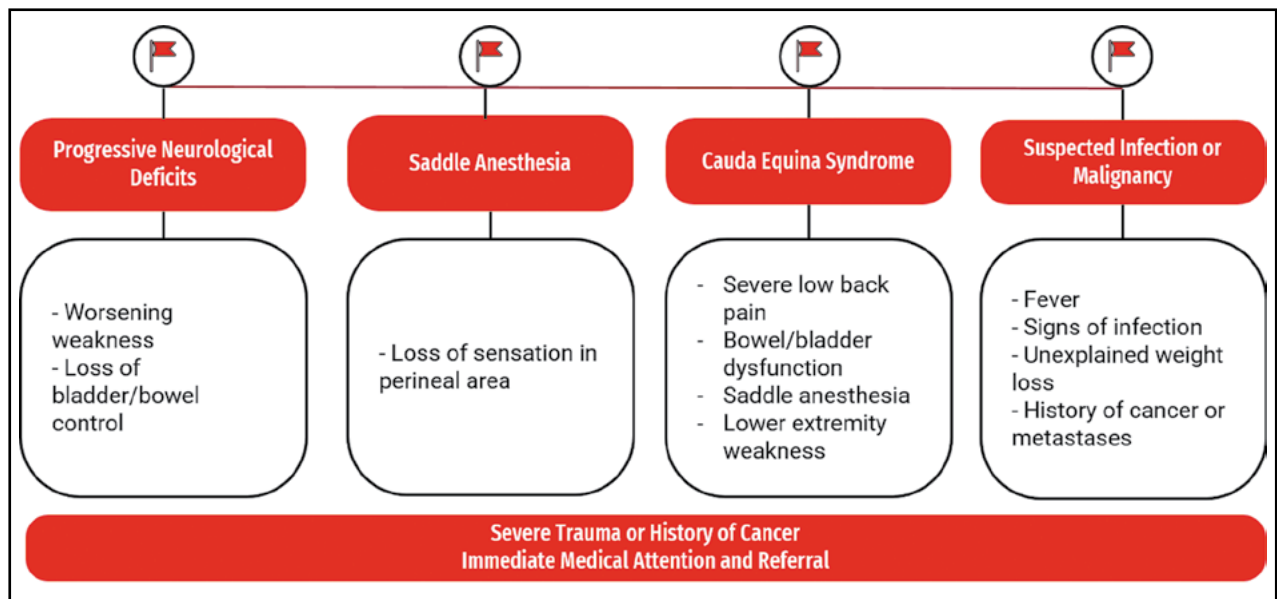 Progressive Neurological
Deficits
Saddle Anesthesia
Cauda Equina Syndrome
Suspected Infection or
Malignancy
- Worsening
weakness
- Loss of
bladder/bowel
control
- Loss of sensation in
perineal area
- Severe low back
pain
- Bowel/bladder
dysfunction
- Saddle anesthesia
- Lower extremity
weakness
- Fever
- Signs of infection
- Unexplained weight
loss
- History of cancer or
metastases
Severe Trauma or History of Cancer
Immediate Medical Attention and Referral